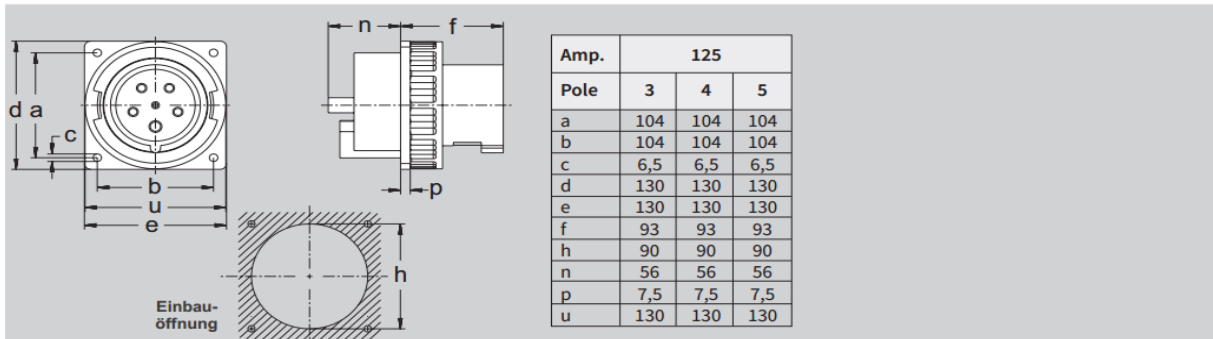 n f
d a
c
b
u
e
p
h
Einbau-
öffnung
Amp. 125
Pole 3 4 5
a 104 104 104
b 104 104 104
c 6,5 6,5 6,5
d 130 130 130
e 130 130 130
f 93 93 93
h 90 90 90
n 56 56 56
p 7,5 7,5 7,5
u 130 130 130